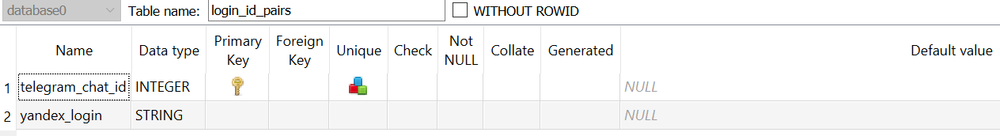 database0 Table name: login_id_pairs WITHOUT ROWID
Name Data type Primary Key Foreign Key Unique Check Not NULL Collate Generated Default value
1 telegram_chat_id INTEGER NULL
2 yandex_login STRING NULL